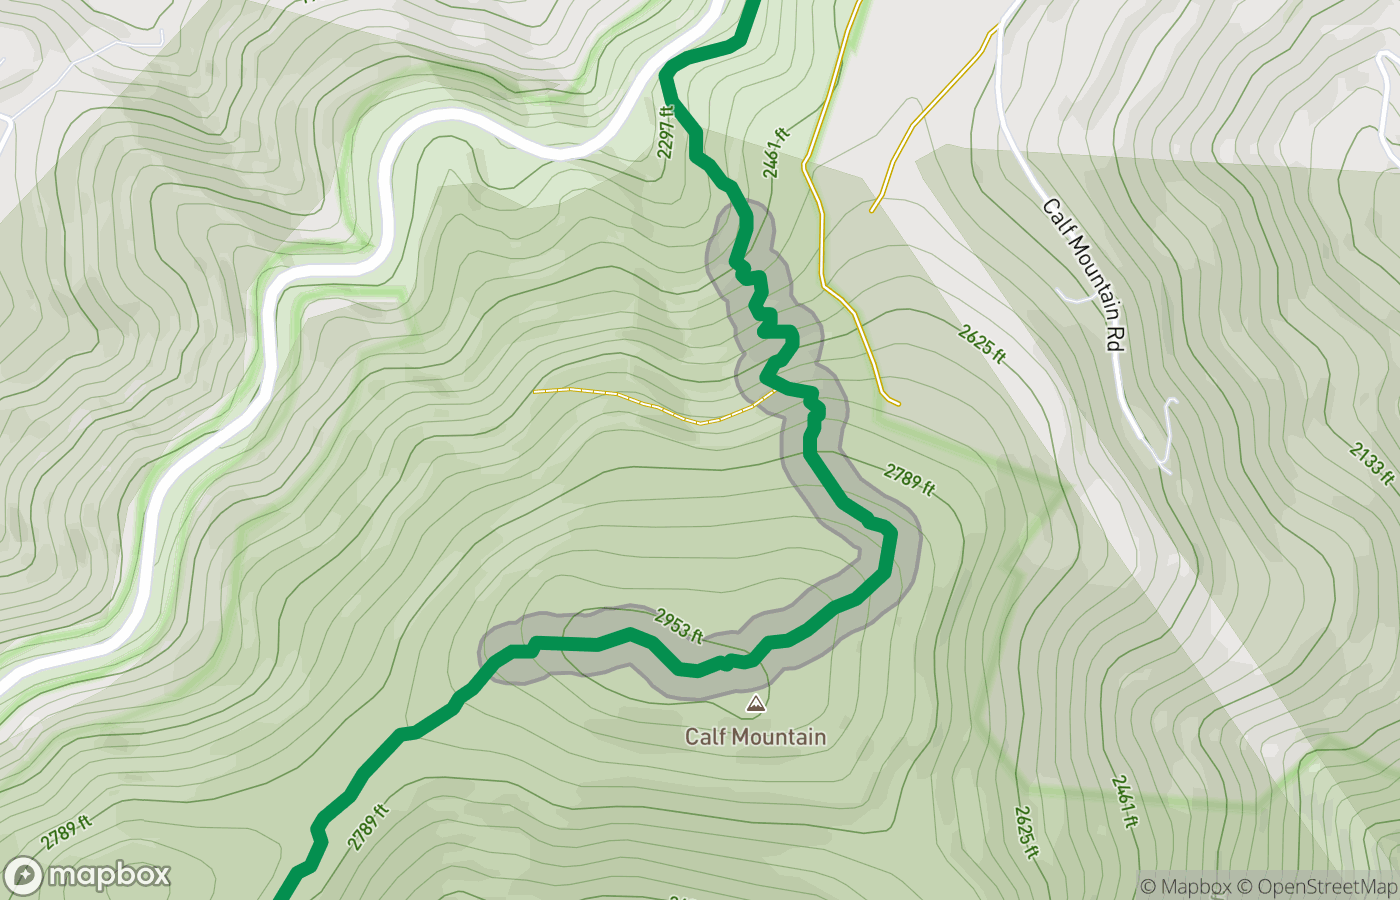 2297 ft
2461 ft
Calf Mountain Rd
2625 ft
2133 ft
2789 ft
2953 ft
Calf Mountain
2789 ft
2789 ft
2461 ft
2625 ft
mapbox
© Mapbox © OpenStreetMap